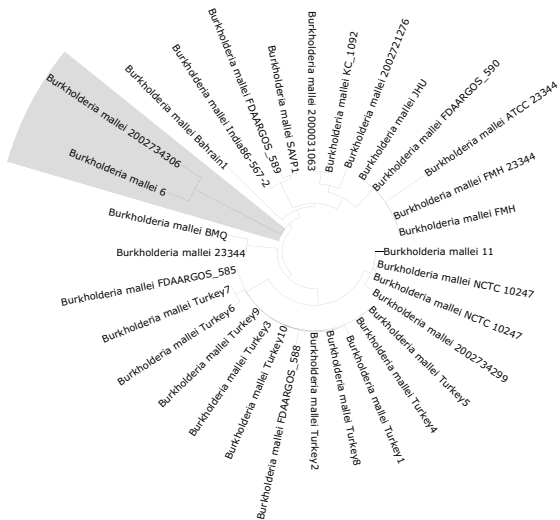 Burkholderia mallei 11
Burkholderia mallei FMH
Burkholderia mallei FMH 23344
Burkholderia mallei ATCC 23344
Burkholderia mallei FDAARGOS_590
Burkholderia mallei JHU
Burkholderia mallei 2002721276
Burkholderia mallei KC_1092
Burkholderia mallei 2000031063
Burkholderia mallei SAVP1
Burkholderia mallei FDAARGOS_589
Burkholderia mallei India86-567-2
Burkholderia mallei Bahrain1
Burkholderia mallei 2002734306
Burkholderia mallei 6
Burkholderia mallei BMQ
Burkholderia mallei 23344
Burkholderia mallei FDAARGOS_585
Burkholderia mallei Turkey7
Burkholderia mallei Turkey6
Burkholderia mallei Turkey9
Burkholderia mallei Turkey3
Burkholderia mallei Turkey10
Burkholderia mallei FDAARGOS_588
Burkholderia mallei Turkey2
Burkholderia mallei Turkey8
Burkholderia mallei Turkey1
Burkholderia mallei Turkey4
Burkholderia mallei Turkey5
Burkholderia mallei 2002734299
Burkholderia mallei NCTC 10247
Burkholderia mallei NCTC 10247